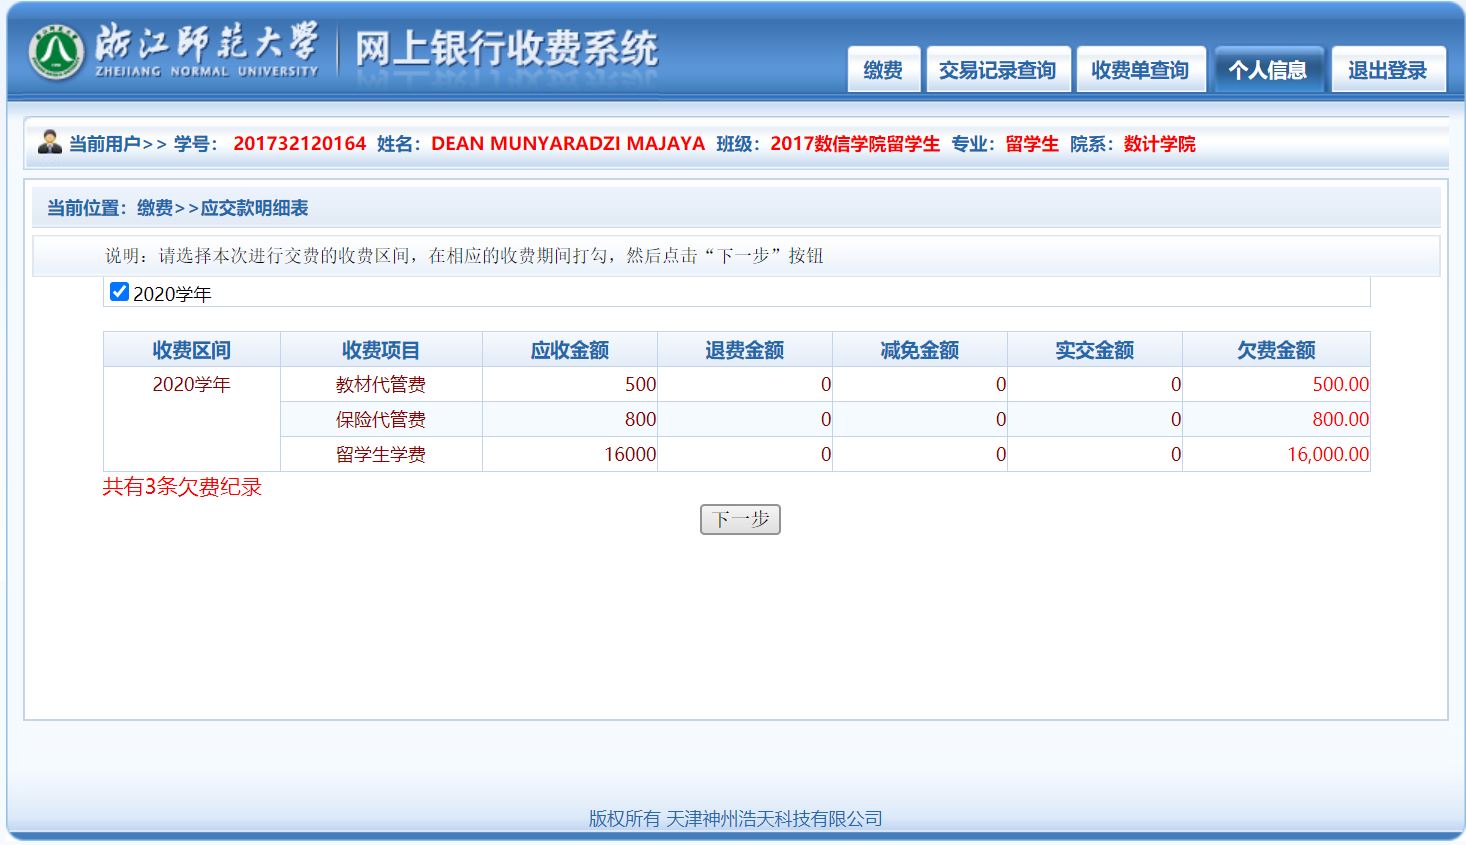 浙江师范大学 网上银行收费系统
ZHEJIANG NORMAL UNIVERSITY
缴费 交易记录查询 收费单查询 个人信息 退出登录
当前用户>> 学号： 201732120164 姓名：DEAN MUNYARADZI MAJAYA 班级：2017数信学院留学生 专业：留学生 院系：数计学院
当前位置：缴费>>应交款明细表
说明：请选择本次进行交费的收费区间，在相应的收费期间打勾，然后点击“下一步”按钮
2020学年
收费区间 收费项目 应收金额 退费金额 减免金额 实交金额 欠费金额
2020学年 教材代管费 500 0 0 0 500.00
保险代管费 800 0 0 0 800.00
留学生学费 16000 0 0 0 16,000.00
共有3条欠费纪录
下一步
版权所有 天津神州浩天科技有限公司